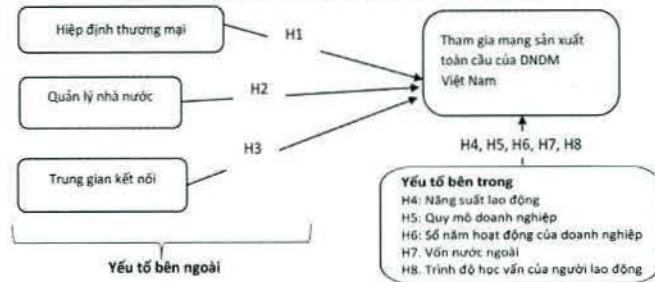 Hiệp định thương mại
H1
Tham gia mạng sản xuất
toàn cầu của DNDM
Việt Nam
Quản lý nhà nước
H2
H3
Trung gian kết nối
H4, H5, H6, H7, H8
Yếu tố bên trong
H4: Năng suất lao động
H5: Quy mô doanh nghiệp
H6: Số năm hoạt động của doanh nghiệp
H7. Vốn nước ngoài
H8. Trình độ học vấn của người lao động
Yếu tố bên ngoài